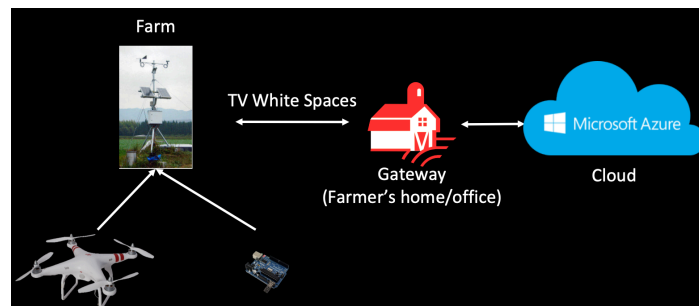 Farm
TV White Spaces
Microsoft Azure
Gateway
(Farmer's home/office)
Cloud